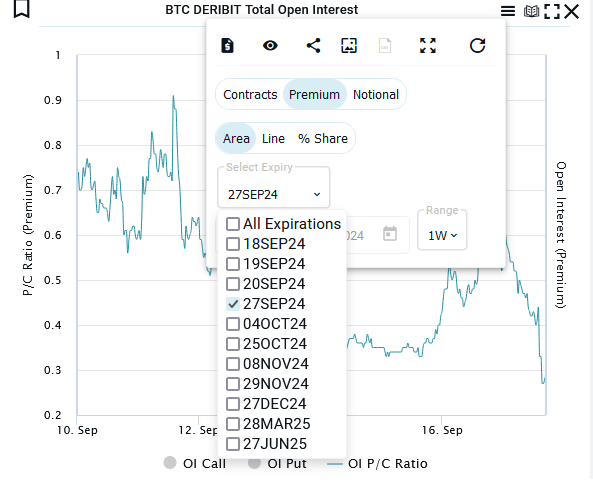 BTC DERIBIT Total Open Interest
Contracts Premium Notional
Area Line % Share
Select Expiry
27SEP24
024
Range
1W
All Expirations
18SEP24
19SEP24
20SEP24
27SEP24
04OCT24
25OCT24
08NOV24
29NOV24
27DEC24
28MAR25
27JUN25
P/C Ratio (Premium)
1
0.9
0.8
0.7
0.6
0.5
0.4
0.3
0.2
Open Interest (Premium)
10. Sep 12. Sep 16. Sep
OI Call OI Put OI P/C Ratio